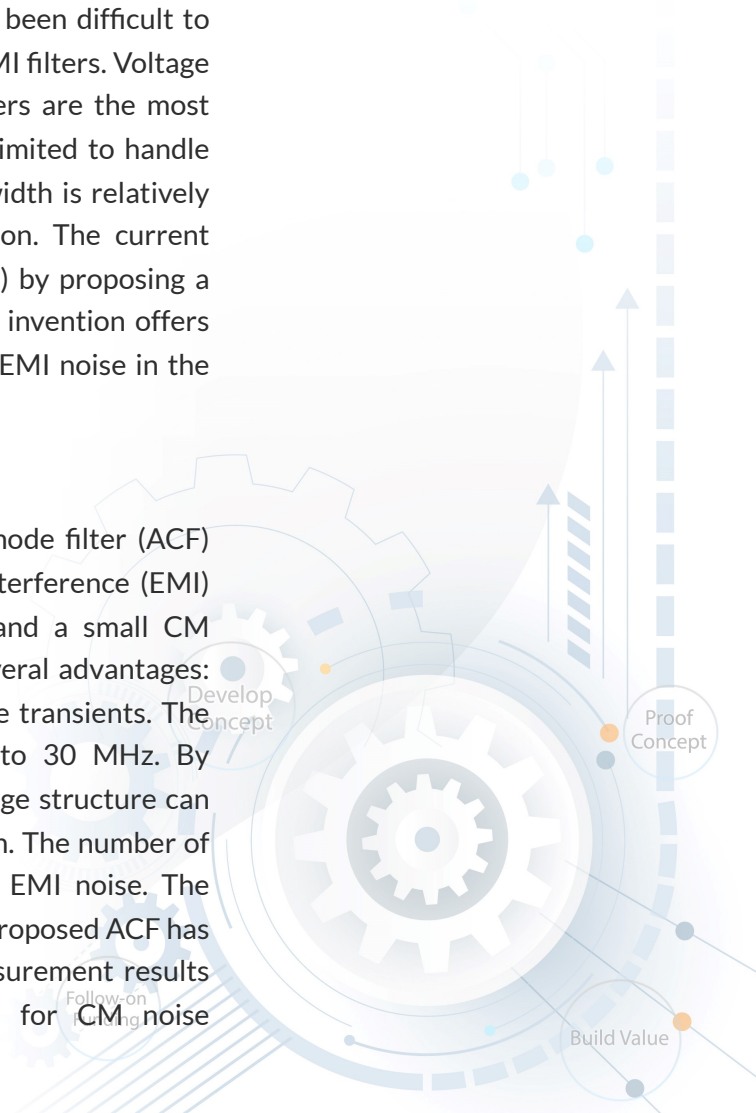 been difficult to
MI filters. Voltage
ers are the most
imited to handle
width is relatively
on. The current
) by proposing a
invention offers
EMI noise in the
node filter (ACF)
terference (EMI)
and a small CM
veral advantages:
e transients. The
to 30 MHz. By
ge structure can
n. The number of
EMI noise. The
roposed ACF has
surement results
for CM noise
Develop
Concept
Proof
Concept
Follow-on
Funding
Build Value